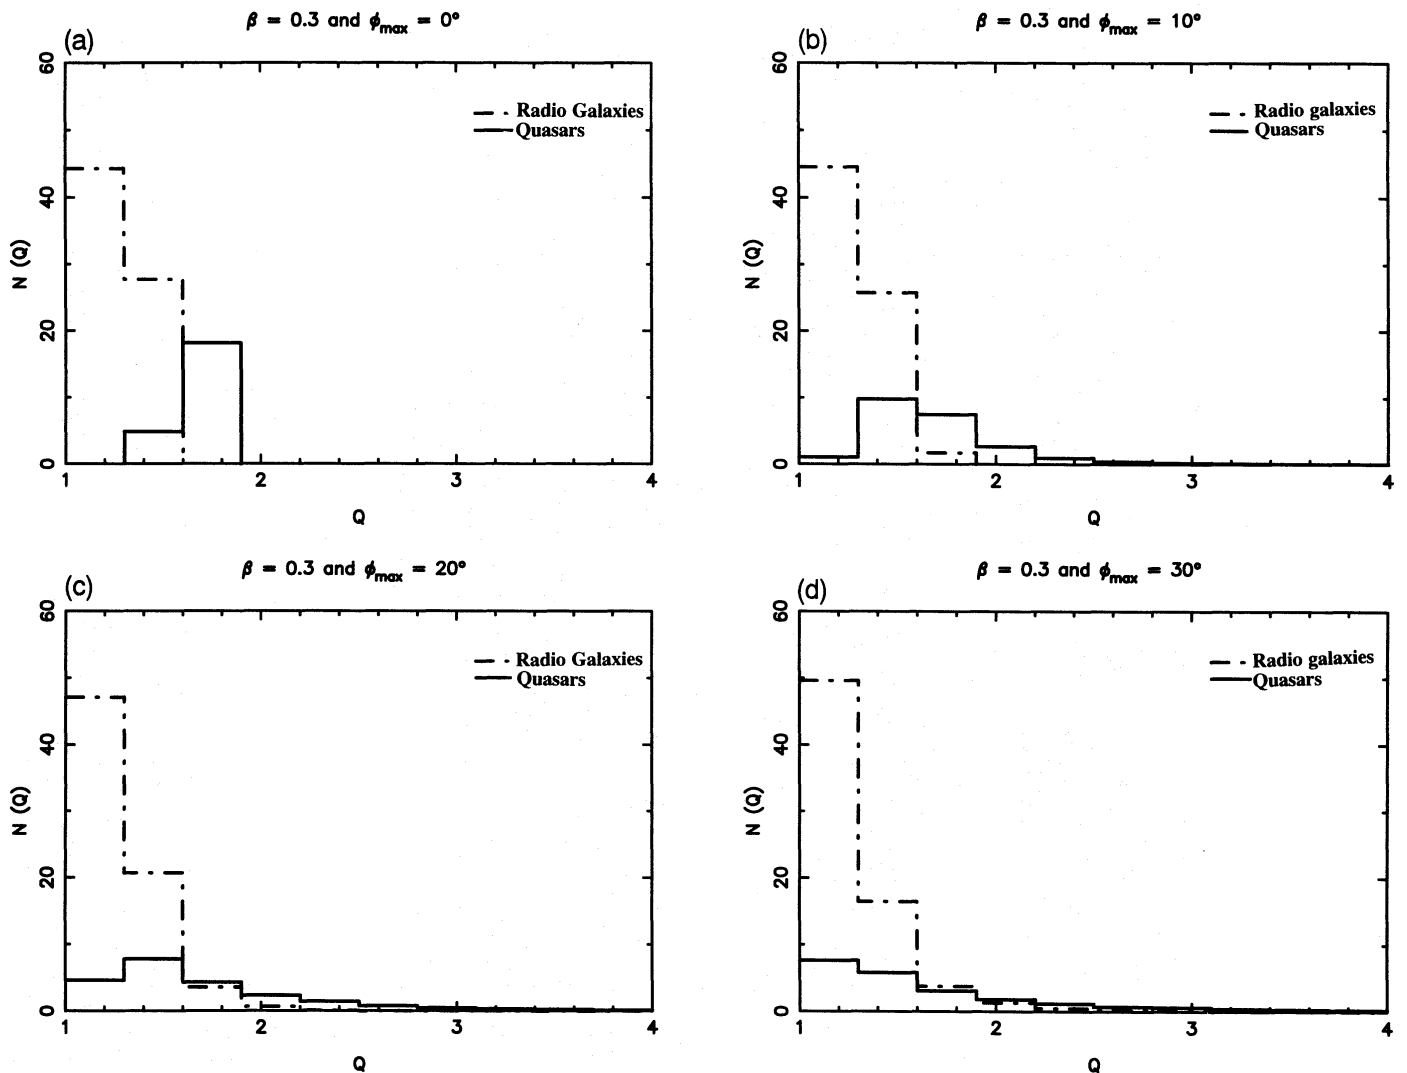 β = 0.3 and ϕmax = 0°
(a)
60
40
20
0
N (Q)
Radio Galaxies
Quasars
1 2 3 4
Q
β = 0.3 and ϕmax = 10°
(b)
60
40
20
0
N (Q)
Radio galaxies
Quasars
1 2 3 4
Q
β = 0.3 and ϕmax = 20°
(c)
60
40
20
0
N (Q)
Radio Galaxies
Quasars
1 2 3 4
Q
β = 0.3 and ϕmax = 30°
(d)
60
40
20
0
N (Q)
Radio galaxies
Quasars
1 2 3 4
Q